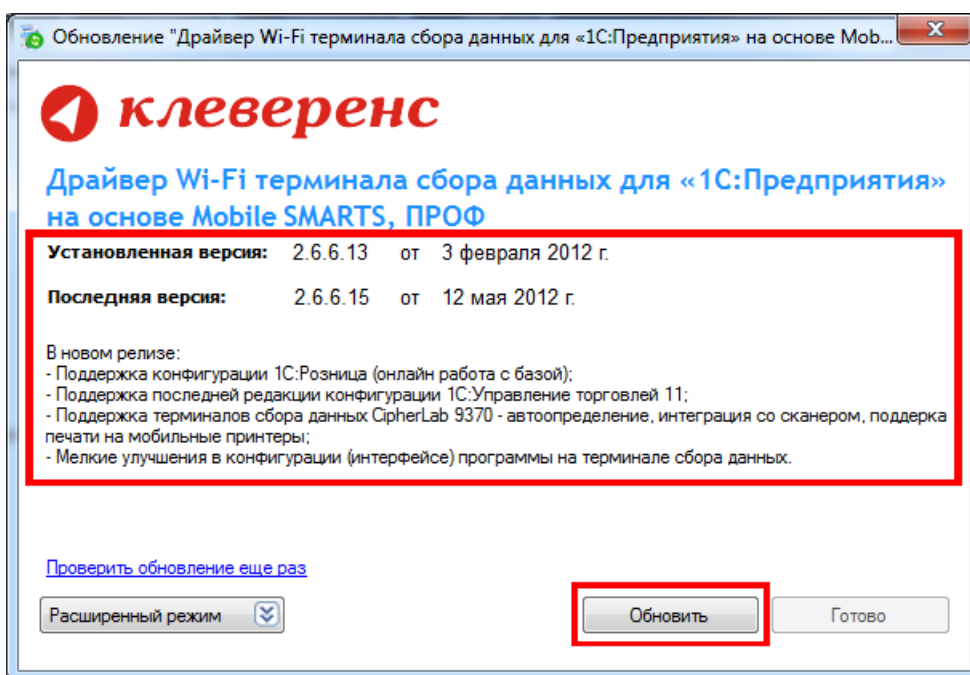 Обновление "Драйвер Wi-Fi терминала сбора данных для «1С:Предприятия» на основе Mob...
клеверенс
Драйвер Wi-Fi терминала сбора данных для «1С:Предприятия»
на основе Mobile SMARTS, ПРОФ
Установленная версия: 2.6.6.13 от 3 февраля 2012 г.
Последняя версия: 2.6.6.15 от 12 мая 2012 г.
В новом релизе:
- Поддержка конфигурации 1С:Розница (онлайн работа с базой);
- Поддержка последней редакции конфигурации 1С:Управление торговлей 11;
- Поддержка терминалов сбора данных CipherLab 9370 - автоопределение, интеграция со сканером, поддерка
печати на мобильные принтеры;
- Мелкие улучшения в конфигурации (интерфейсе) программы на терминале сбора данных.
Проверить обновление еще раз
Расширенный режим
Обновить
Готово